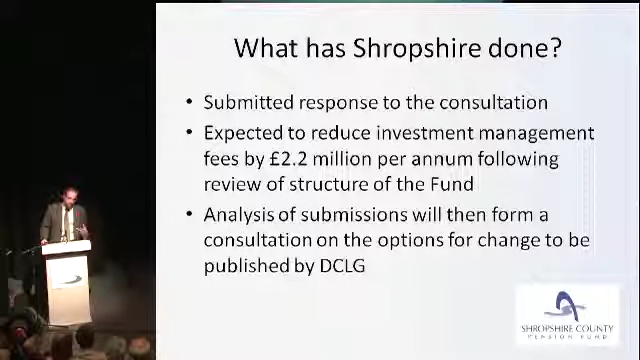 What has Shropshire done?
• Submitted response to the consultation
• Expected to reduce investment management
fees by £2.2 million per annum following
review of structure of the Fund
• Analysis of submissions will then form a
consultation on the options for change to be
published by DCLG
SHROPSHIRE COUNTY
PENSION FUND